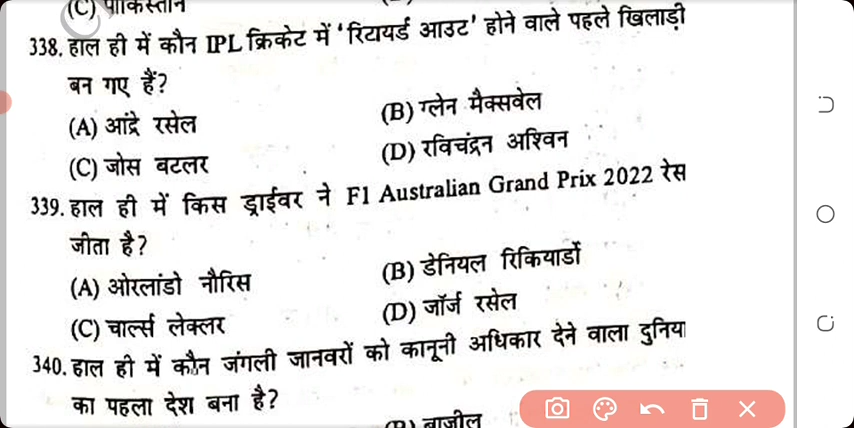 (C) पाकिस्तान
338. हाल ही में कौन IPL क्रिकेट में ‘रिटायर्ड आउट’ होने वाले पहले खिलाड़ी
बन गए हैं?
(A) आंद्रे रसेल (B) ग्लेन मैक्सवेल
(C) जोस बटलर (D) रविचंद्रन अश्विन
339. हाल ही में किस ड्राईवर ने F1 Australian Grand Prix 2022 रेस
जीता है?
(A) ओरलांडो नौरिस (B) डेनियल रिकियार्डो
(C) चार्ल्स लेक्लर (D) जॉर्ज रसेल
340. हाल ही में कौन जंगली जानवरों को कानूनी अधिकार देने वाला दुनिया
का पहला देश बना है?
(B) ब्राजील